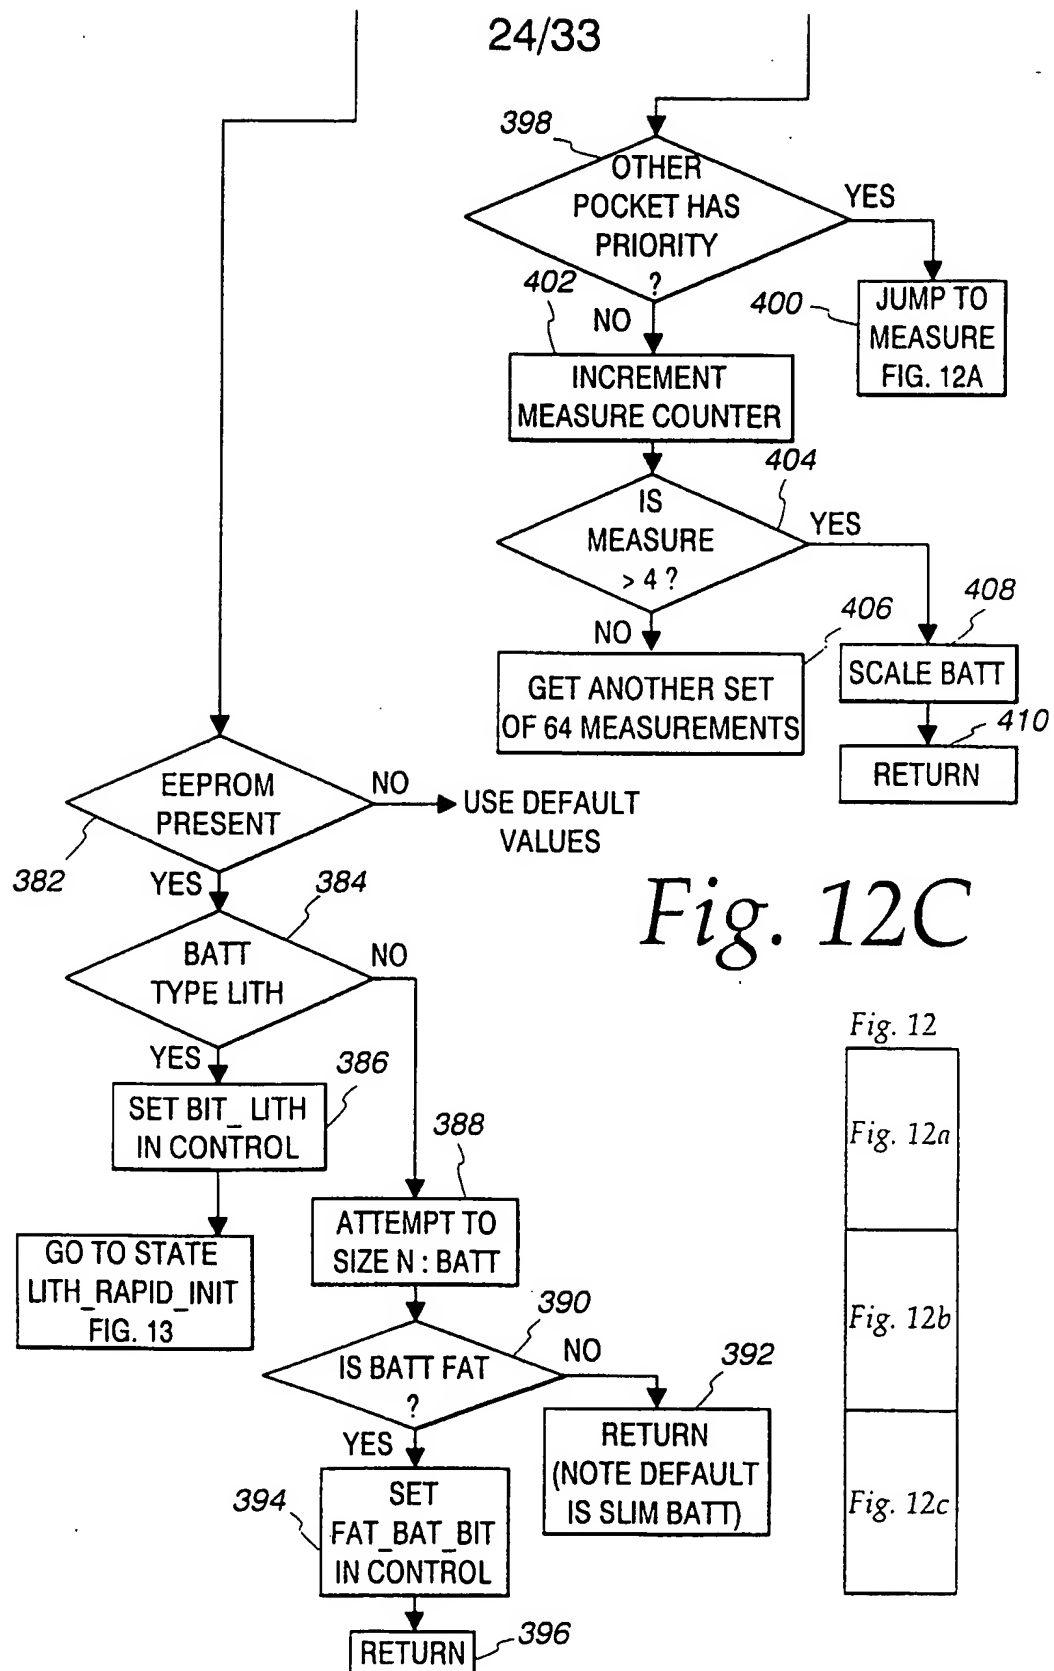 24/33
398
OTHER
POCKET HAS
PRIORITY
?
YES
400
JUMP TO
MEASURE
FIG. 12A
402
NO
INCREMENT
MEASURE COUNTER
404
IS
MEASURE
> 4 ?
YES
NO
406
GET ANOTHER SET
OF 64 MEASUREMENTS
408
SCALE BATT
410
RETURN
EEPROM
PRESENT
NO
USE DEFAULT
VALUES
382
YES
384
BATT
TYPE LITH
NO
YES
386
SET BIT_ LITH
IN CONTROL
GO TO STATE
LITH_RAPID_INIT
FIG. 13
388
ATTEMPT TO
SIZE N : BATT
390
IS BATT FAT
?
NO
392
RETURN
(NOTE DEFAULT
IS SLIM BATT)
YES
394
SET
FAT_BAT_BIT
IN CONTROL
RETURN
396
Fig. 12C
Fig. 12
Fig. 12a
Fig. 12b
Fig. 12c